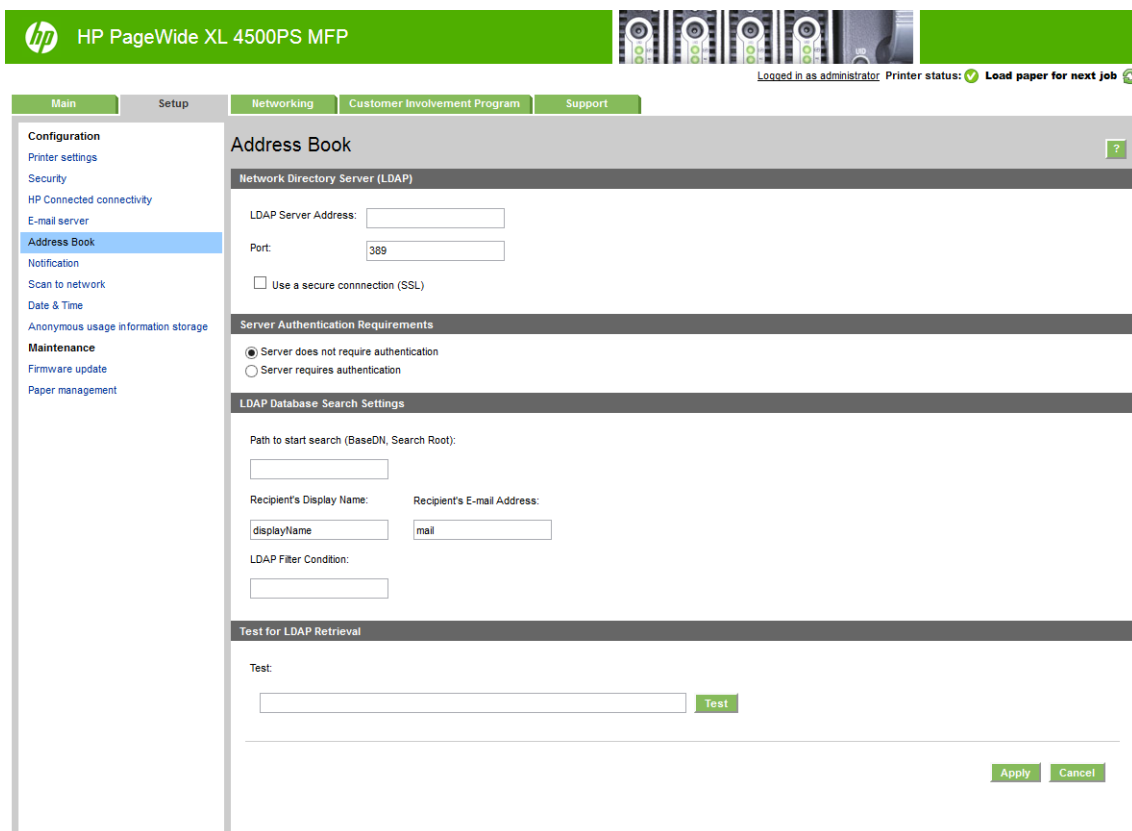 hp HP PageWide XL 4500PS MFP
UID
Logged in as administrator Printer status: Load paper for next job
Main Setup Networking Customer Involvement Program Support
Configuration
Printer settings
Security
HP Connected connectivity
E-mail server
Address Book
Notification
Scan to network
Date & Time
Anonymous usage information storage
Maintenance
Firmware update
Paper management
Address Book ?
Network Directory Server (LDAP)
LDAP Server Address:
Port: 389
Use a secure connnection (SSL)
Server Authentication Requirements
Server does not require authentication
Server requires authentication
LDAP Database Search Settings
Path to start search (BaseDN, Search Root):
Recipient's Display Name: Recipient's E-mail Address:
displayName mail
LDAP Filter Condition:
Test for LDAP Retrieval
Test:
Test
Apply Cancel